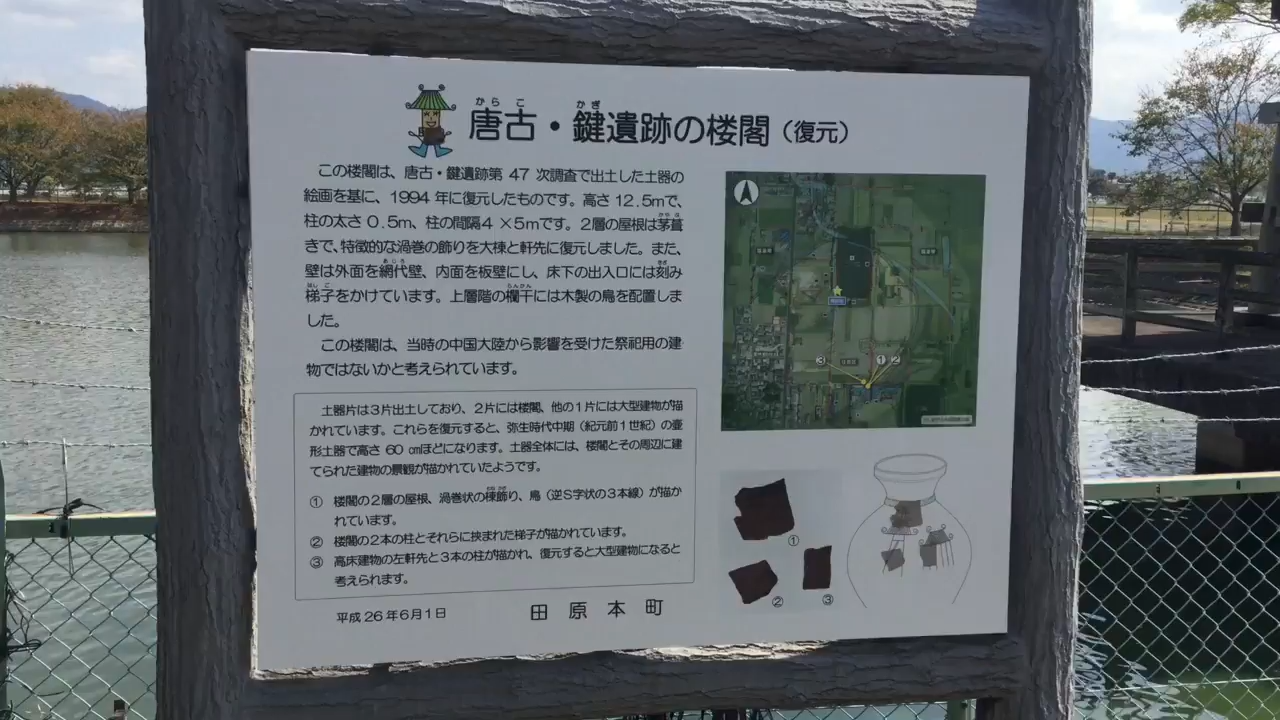 からこ かぎ
唐古・鍵遺跡の楼閣（復元）
この楼閣は、唐古・鍵遺跡第 47 次調査で出土した土器の
絵画を基に、1994 年に復元したものです。高さ 12.5mで、
柱の太さ 0.5m、柱の間隔4 ×5mです。2層の屋根は茅葺
きで、特徴的な渦巻の飾りを大棟と軒先に復元しました。また、
壁は外面を網代壁、内面を板壁にし、床下の出入口には刻み
梯子をかけています。上層階の欄干には木製の鳥を配置しま
した。
この楼閣は、当時の中国大陸から影響を受けた祭祀用の建
物ではないかと考えられています。
土器片は3片出土しており、2片には楼閣、他の1片には大型建物が描
かれています。これらを復元すると、弥生時代中期（紀元前1世紀）の壺
形土器で高さ 60 ㎝ほどになります。土器全体には、楼閣とその周辺に建
てられた建物の景観が描かれていたようです。
① 楼閣の2層の屋根、渦巻状の棟飾り、鳥（逆S字状の3本線）が描か
れています。
② 楼閣の2本の柱とそれらに挟まれた梯子が描かれています。
③ 高床建物の左軒先と3本の柱が描かれ、復元すると大型建物になると
考えられます。
平成 26 年 6 月 1 日 田原本町
③ ① ②
①
② ③